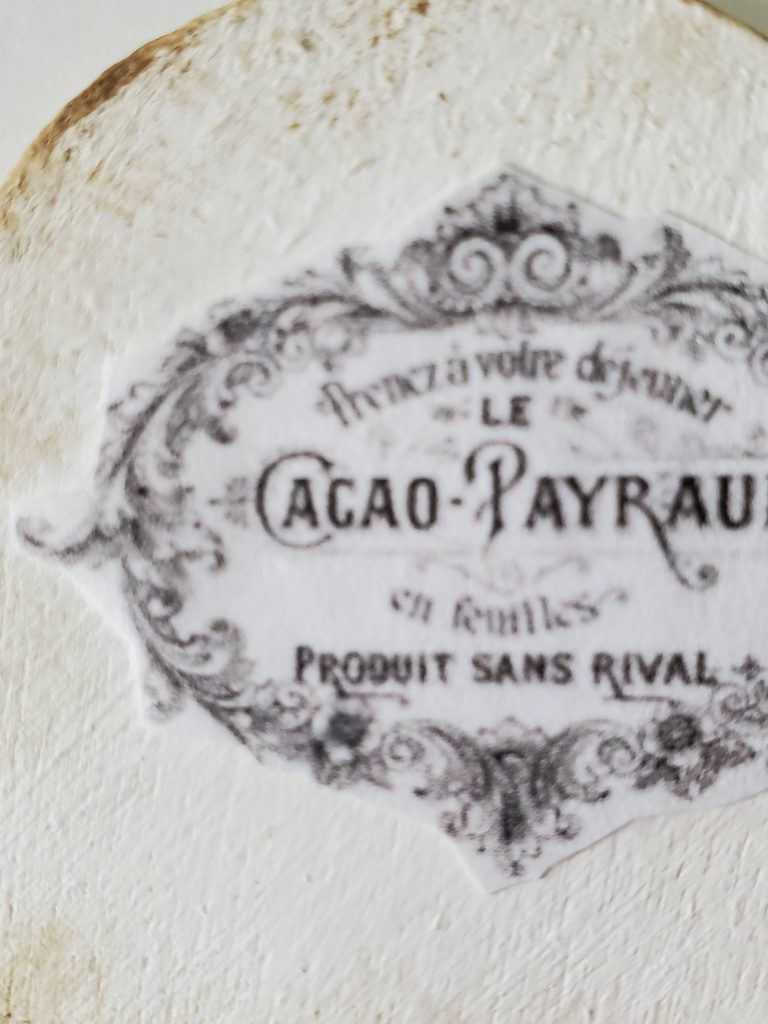 Prenez à votre déjeuner
LE
CACAO-PAYRAU
en feuilles
PRODUIT SANS RIVAL